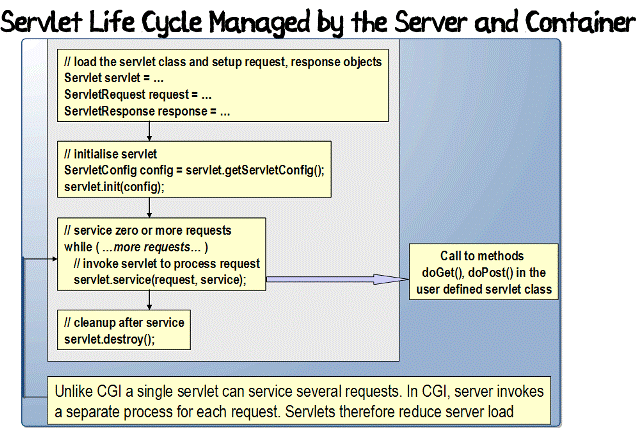 Servlet Life Cycle Managed by the Server and Container
// load the servlet class and setup request, response objects
Servlet servlet = ...
ServletRequest request = ...
ServletResponse response = ...
// initialise servlet
ServletConfig config = servlet.getServletConfig();
servlet.init(config);
// service zero or more requests
while ( ...more requests... )
// invoke servlet to process request
servlet.service(request, service);
Call to methods
doGet(), doPost() in the
user defined servlet class
// cleanup after service
servlet.destroy();
Unlike CGI a single servlet can service several requests. In CGI, server invokes
a separate process for each request. Servlets therefore reduce server load